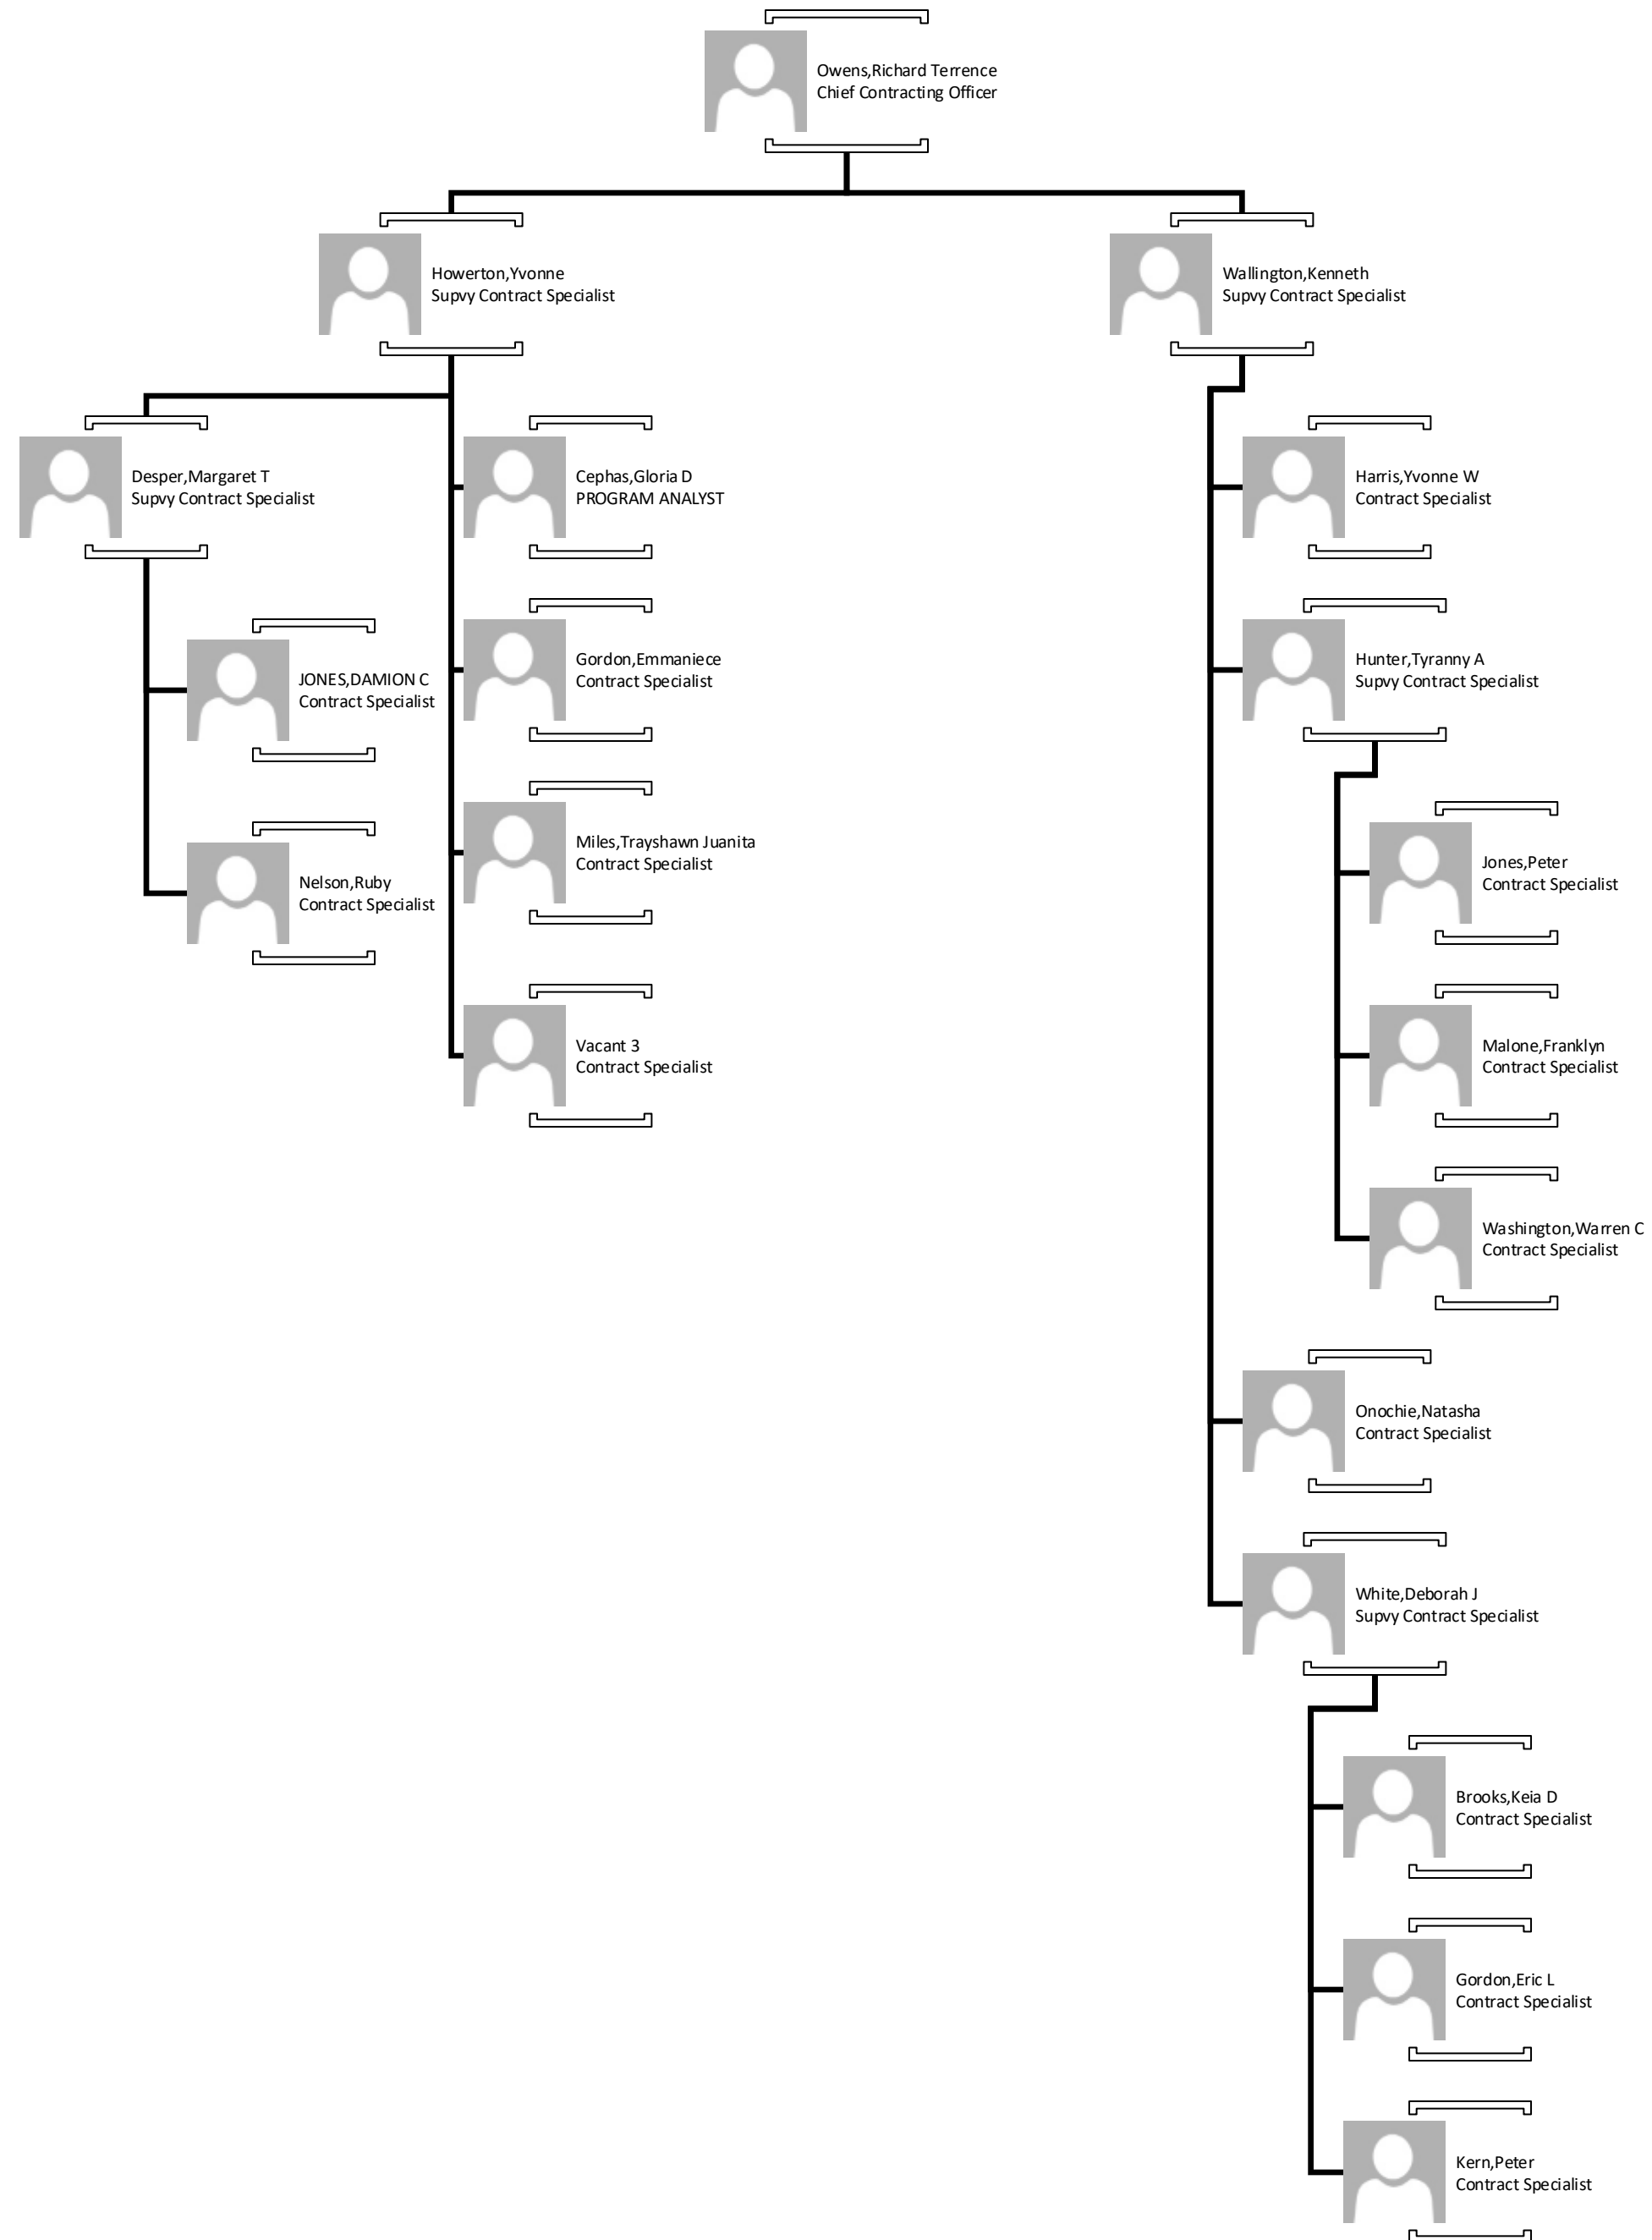 Owens,Richard Terrence
Chief Contracting Officer
Howerton,Yvonne
Supvy Contract Specialist
Wallington,Kenneth
Supvy Contract Specialist
Desper,Margaret T
Supvy Contract Specialist
Cephas,Gloria D
PROGRAM ANALYST
Harris,Yvonne W
Contract Specialist
JONES,DAMION C
Contract Specialist
Gordon,Emmaniece
Contract Specialist
Hunter,Tyranny A
Supvy Contract Specialist
Nelson,Ruby
Contract Specialist
Miles,Trayshawn Juanita
Contract Specialist
Jones,Peter
Contract Specialist
Vacant 3
Contract Specialist
Malone,Franklyn
Contract Specialist
Washington,Warren C
Contract Specialist
Onochie,Natasha
Contract Specialist
White,Deborah J
Supvy Contract Specialist
Brooks,Keia D
Contract Specialist
Gordon,Eric L
Contract Specialist
Kern,Peter
Contract Specialist